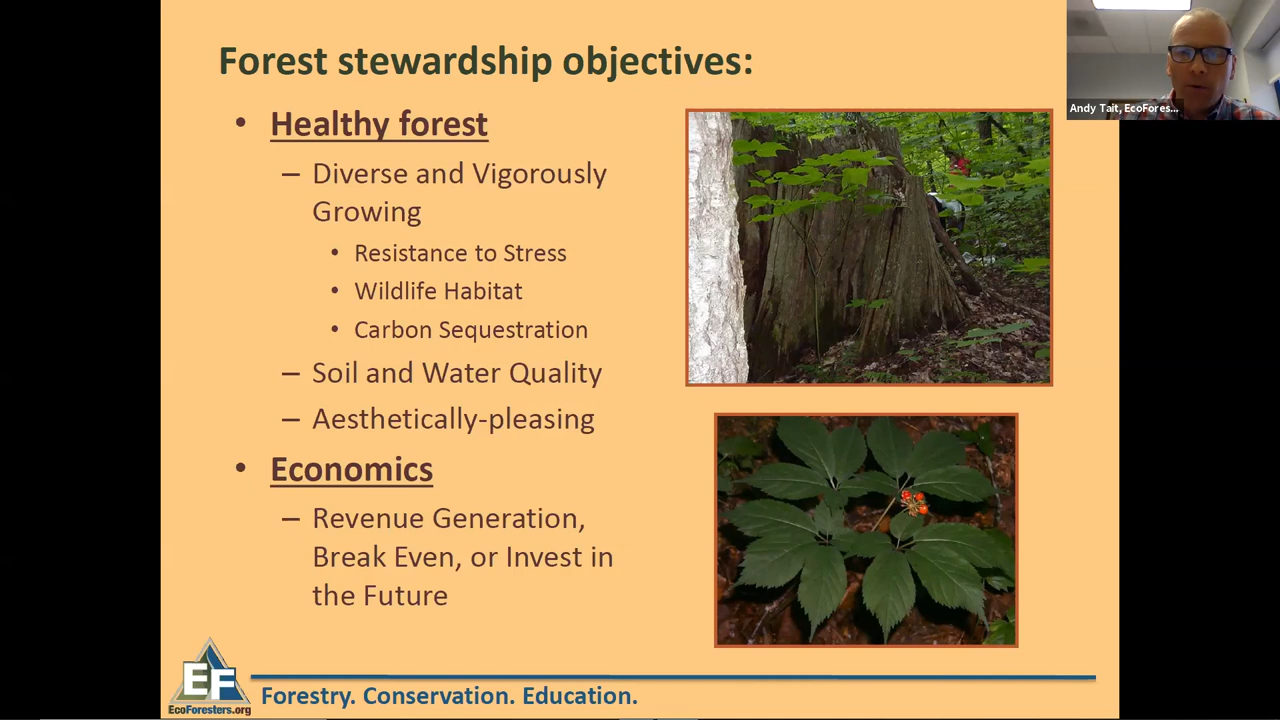 Forest stewardship objectives:
• Healthy forest
– Diverse and Vigorously
Growing
• Resistance to Stress
• Wildlife Habitat
• Carbon Sequestration
– Soil and Water Quality
– Aesthetically-pleasing
• Economics
– Revenue Generation,
Break Even, or Invest in
the Future
EF
EcoForesters.org
Forestry. Conservation. Education.
Andy Tait, EcoFores...